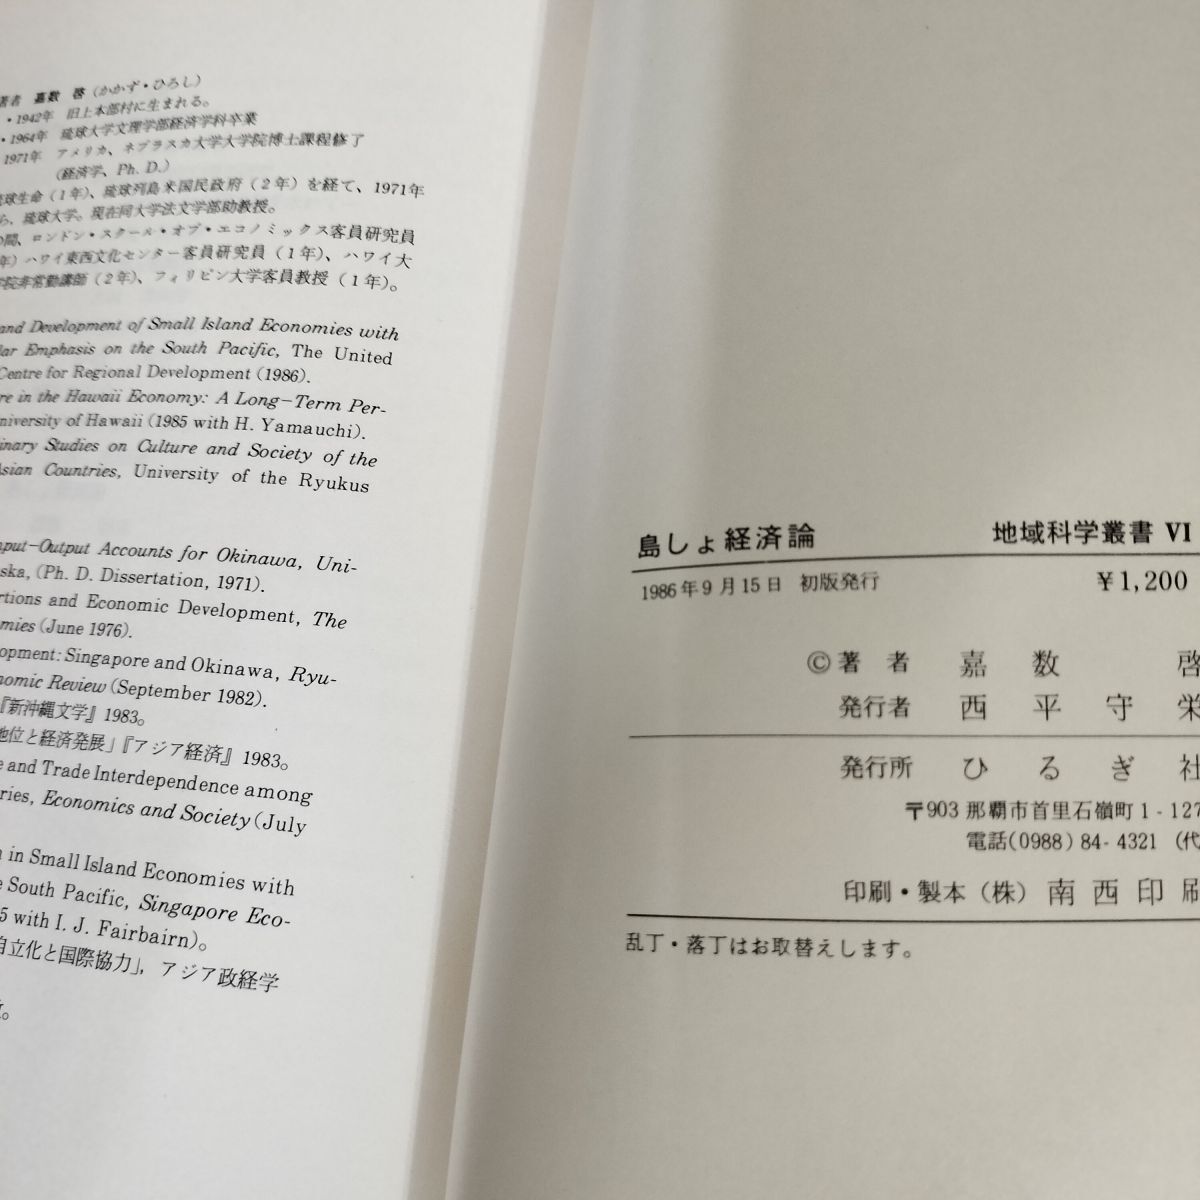 著者 嘉数 啓（かかず・ひろし）
・1942年 旧上本部村に生まれる。
・1964年 琉球大学文理学部経済学科卒業
1971年 アメリカ、ネブラスカ大学大学院博士課程修了
（経済学、Ph. D.）
球生命（1年）、琉球列島米国民政府（2年）を経て、1971年
ら、琉球大学。現在同大学法文学部助教授。
の間、ロンドン・スクール・オブ・エコノミックス客員研究員
年）ハワイ東西文化センター客員研究員（1年）、ハワイ大
学院非常勤講師（2年）、フィリピン大学客員教授（1年）。
and Development of Small Island Economies with
lar Emphasis on the South Pacific, The United
Centre for Regional Development (1986).
re in the Hawaii Economy: A Long-Term Per-
niversity of Hawaii (1985 with H. Yamauchi).
inary Studies on Culture and Society of the
Asian Countries, University of the Ryukus
nput-Output Accounts for Okinawa, Uni-
ska, (Ph. D. Dissertation, 1971).
rtions and Economic Development, The
mies (June 1976).
opment: Singapore and Okinawa, Ryu-
nomic Review (September 1982).
『新沖縄文学』1983。
地位と経済発展」『アジア経済』1983。
e and Trade Interdependence among
ries, Economics and Society (July
n in Small Island Economies with
e South Pacific, Singapore Eco-
5 with I. J. Fairbairn)。
自立化と国際協力」, アジア政経学
島しょ経済論 地域科学叢書 VI
1986年9月15日 初版発行 ¥1,200
©著 者 嘉 数 啓
発行者 西 平 守 栄
発行所 ひ る ぎ 社
〒903 那覇市首里石嶺町1-127
電話(0988)84-4321 (代
印刷・製本（株）南 西 印 刷
乱丁・落丁はお取替えします。